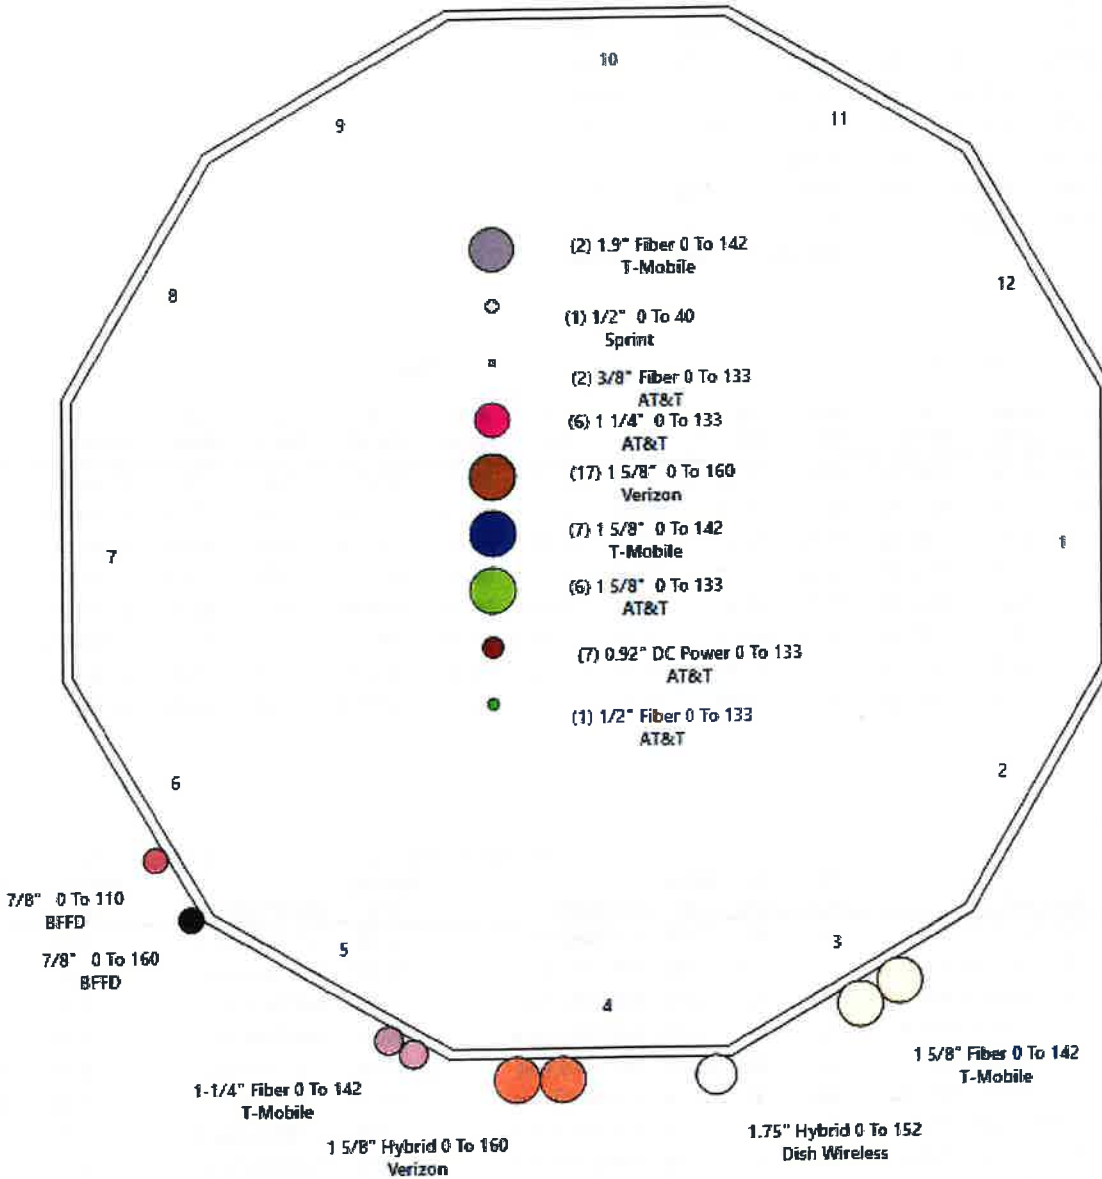 10
11
9
12
8
(2) 1.9" Fiber 0 To 142
T-Mobile
(1) 1/2" 0 To 40
Sprint
(2) 3/8" Fiber 0 To 133
AT&T
(6) 1 1/4" 0 To 133
AT&T
(17) 1 5/8" 0 To 160
Verizon
(7) 1 5/8" 0 To 142
T-Mobile
(6) 1 5/8" 0 To 133
AT&T
(7) 0.92" DC Power 0 To 133
AT&T
(1) 1/2" Fiber 0 To 133
AT&T
7
1
6
2
5
3
4
7/8" 0 To 110
BFFD
7/8" 0 To 160
BFFD
1-1/4" Fiber 0 To 142
T-Mobile
1 5/8" Hybrid 0 To 160
Verizon
1.75" Hybrid 0 To 152
Dish Wireless
1 5/8" Fiber 0 To 142
T-Mobile